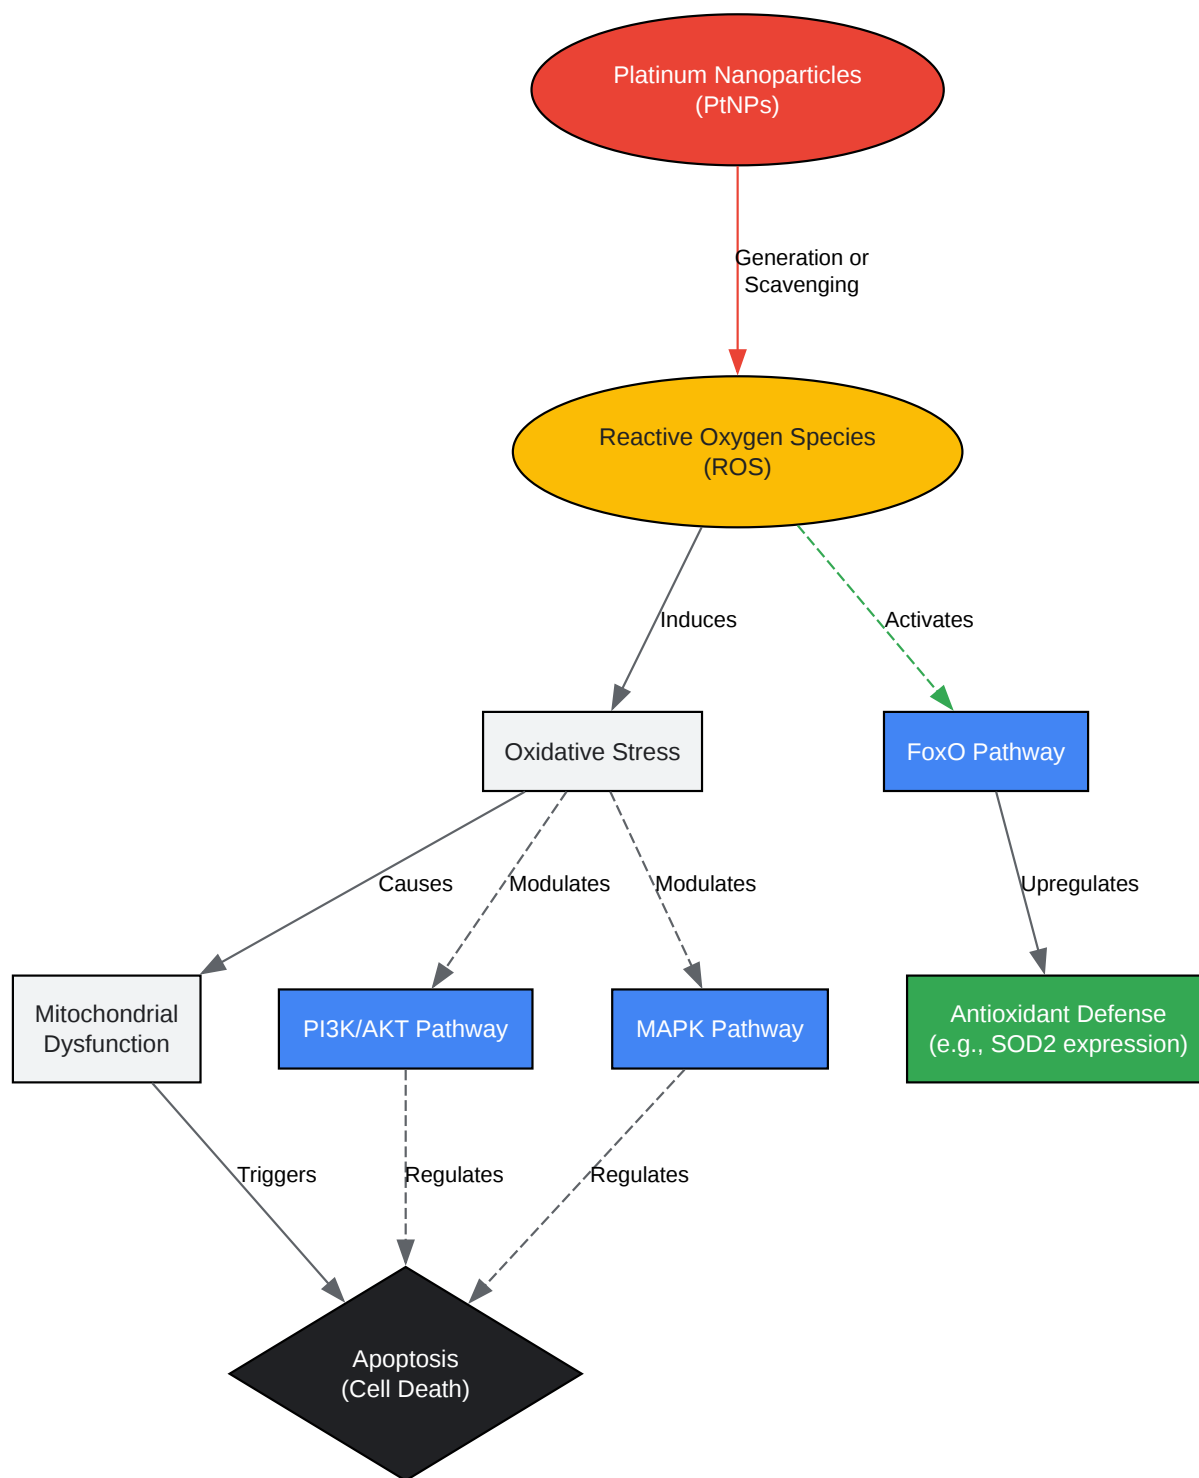 Platinum Nanoparticles
(PtNPs)
Generation or
Scavenging
Reactive Oxygen Species
(ROS)
Induces
Activates
Oxidative Stress
FoxO Pathway
Causes
Modulates
Modulates
Upregulates
Mitochondrial
Dysfunction
PI3K/AKT Pathway
MAPK Pathway
Antioxidant Defense
(e.g., SOD2 expression)
Triggers
Regulates
Regulates
Apoptosis
(Cell Death)